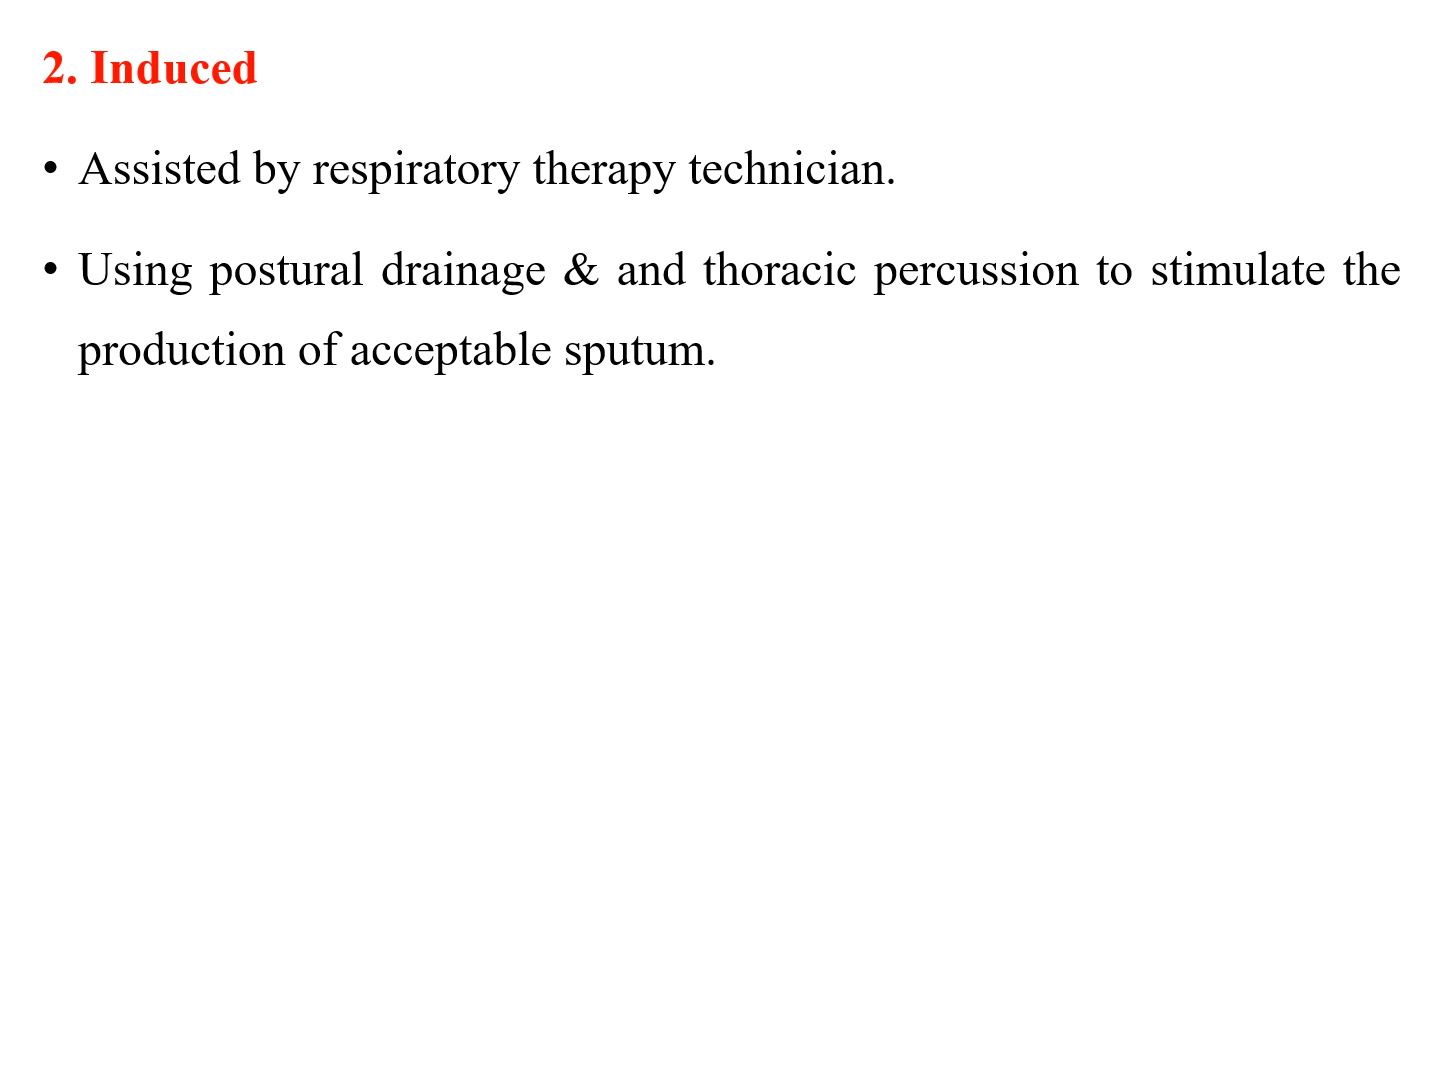 2. Induced
• Assisted by respiratory therapy technician.
• Using postural drainage & and thoracic percussion to stimulate the
production of acceptable sputum.